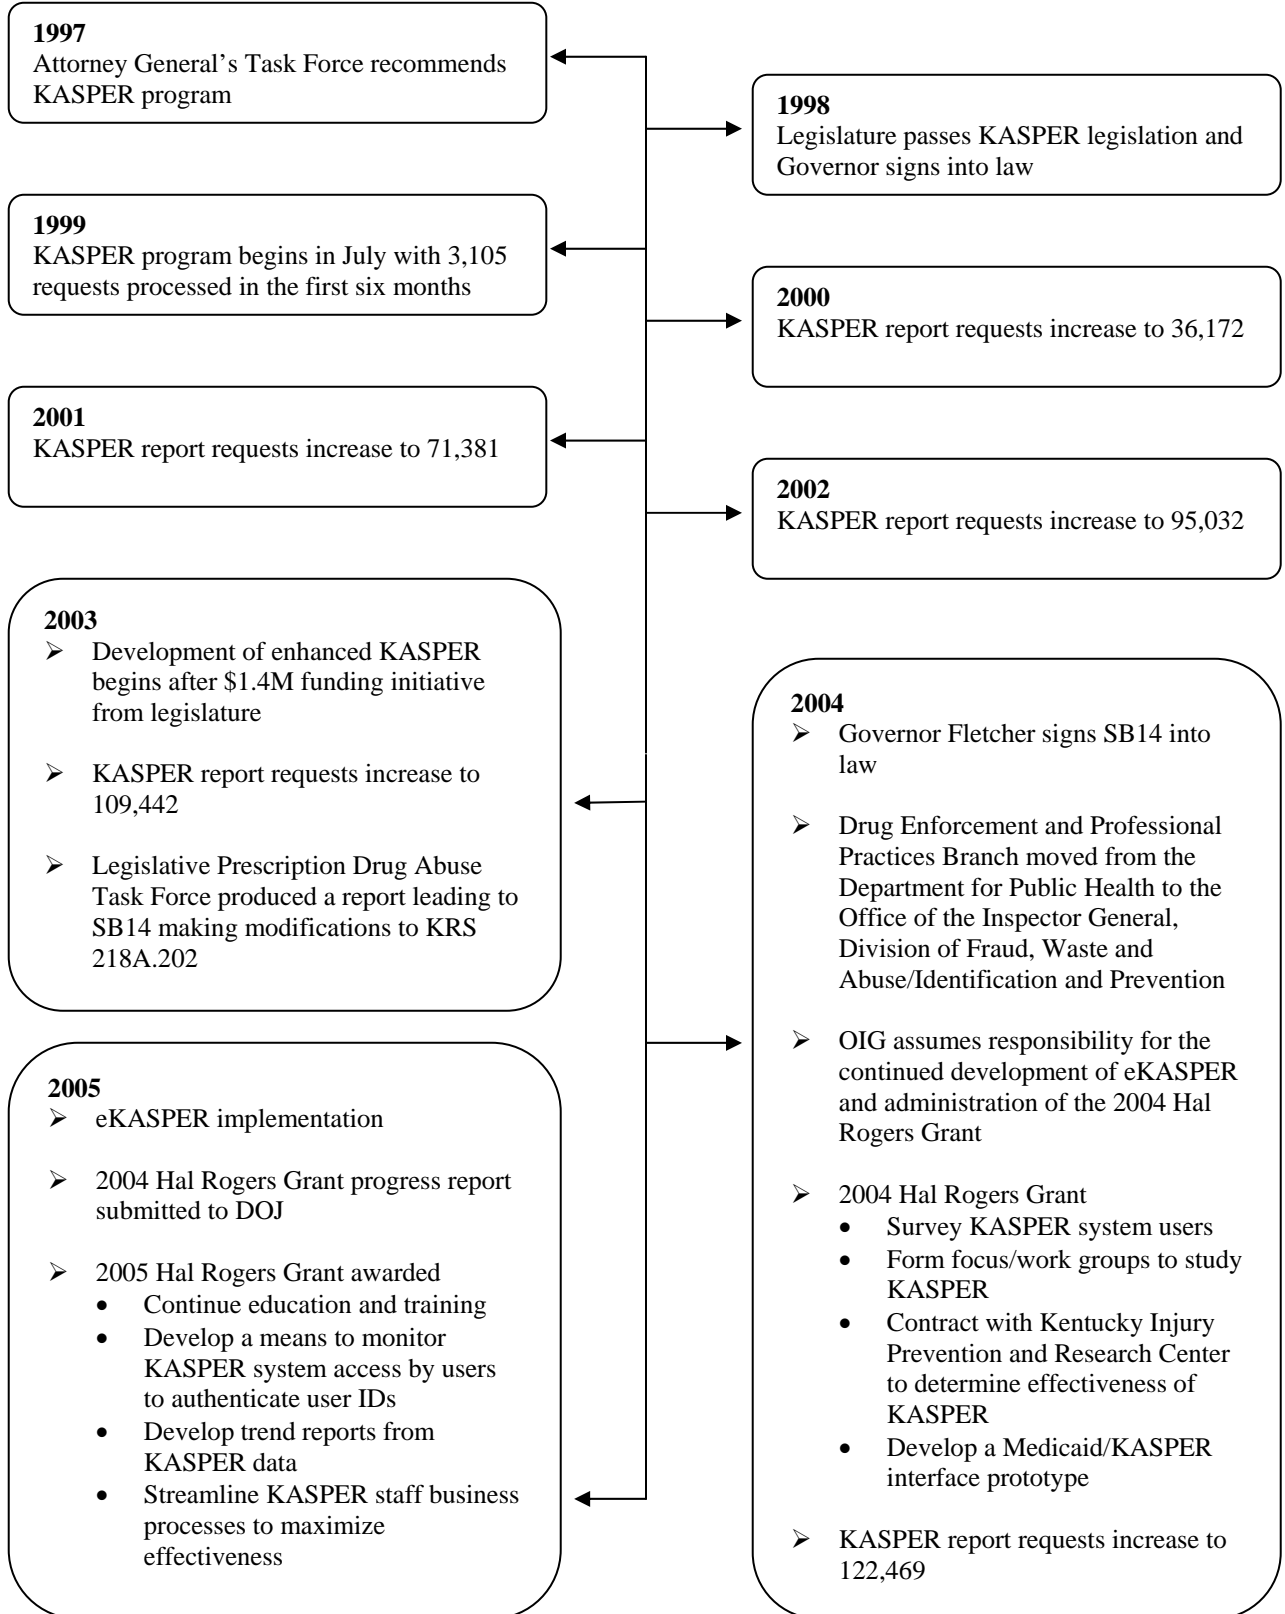 1997
Attorney General’s Task Force recommends
KASPER program
1998
Legislature passes KASPER legislation and
Governor signs into law
1999
KASPER program begins in July with 3,105
requests processed in the first six months
2000
KASPER report requests increase to 36,172
2001
KASPER report requests increase to 71,381
2002
KASPER report requests increase to 95,032
2003
➢ Development of enhanced KASPER
begins after $1.4M funding initiative
from legislature
➢ KASPER report requests increase to
109,442
➢ Legislative Prescription Drug Abuse
Task Force produced a report leading to
SB14 making modifications to KRS
218A.202
2004
➢ Governor Fletcher signs SB14 into
law
➢ Drug Enforcement and Professional
Practices Branch moved from the
Department for Public Health to the
Office of the Inspector General,
Division of Fraud, Waste and
Abuse/Identification and Prevention
➢ OIG assumes responsibility for the
continued development of eKASPER
and administration of the 2004 Hal
Rogers Grant
➢ 2004 Hal Rogers Grant
• Survey KASPER system users
• Form focus/work groups to study
KASPER
• Contract with Kentucky Injury
Prevention and Research Center
to determine effectiveness of
KASPER
• Develop a Medicaid/KASPER
interface prototype
➢ KASPER report requests increase to
122,469
2005
➢ eKASPER implementation
➢ 2004 Hal Rogers Grant progress report
submitted to DOJ
➢ 2005 Hal Rogers Grant awarded
• Continue education and training
• Develop a means to monitor
KASPER system access by users
to authenticate user IDs
• Develop trend reports from
KASPER data
• Streamline KASPER staff business
processes to maximize
effectiveness